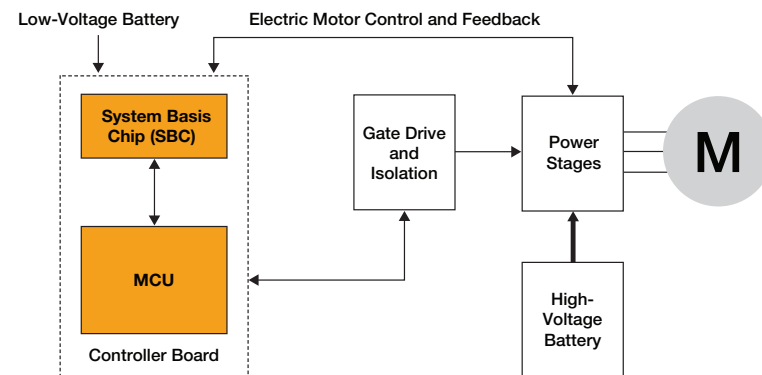 Low-Voltage Battery
Electric Motor Control and Feedback
System Basis
Chip (SBC)
Gate Drive
and
Isolation
Power
Stages
M
MCU
High-
Voltage
Battery
Controller Board